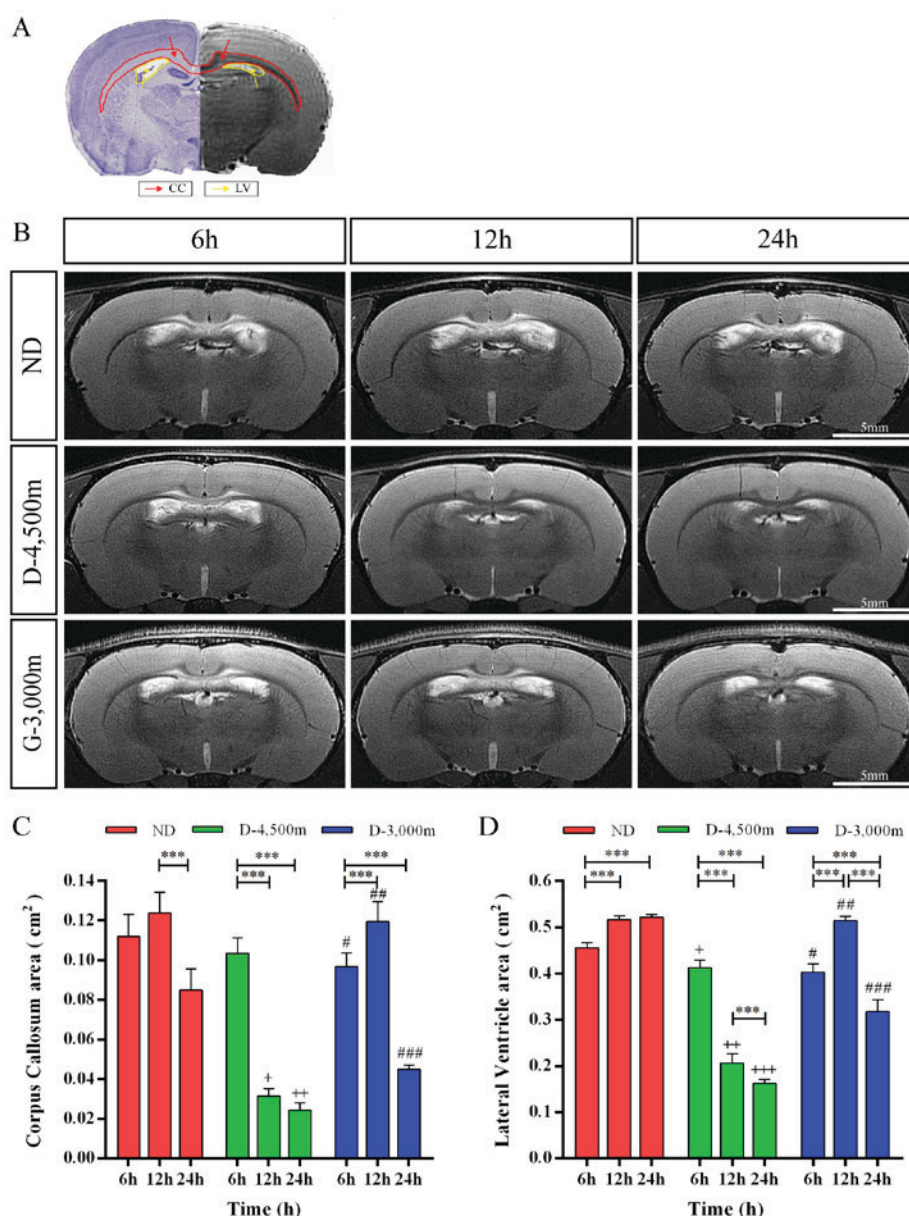 A
CC LV
B
6h 12h 24h
ND
5mm
D-4,500m
5mm
G-3,000m
5mm
C
ND D-4,500m D-3,000m
*** *** ***
*** ***
0.14
0.12
0.10
0.08
0.06
0.04
0.02
0.00
Corpus Callosum area ( cm²)
+ ++ # ## ###
6h 12h 24h 6h 12h 24h 6h 12h 24h
Time (h)
D
ND D-4,500m D-3,000m
*** *** ***
*** *** *** ***
***
0.6
0.5
0.4
0.3
0.2
0.1
0.0
Lateral Ventricle area ( cm²)
+ ++ +++ # ## ###
6h 12h 24h 6h 12h 24h 6h 12h 24h
Time (h)